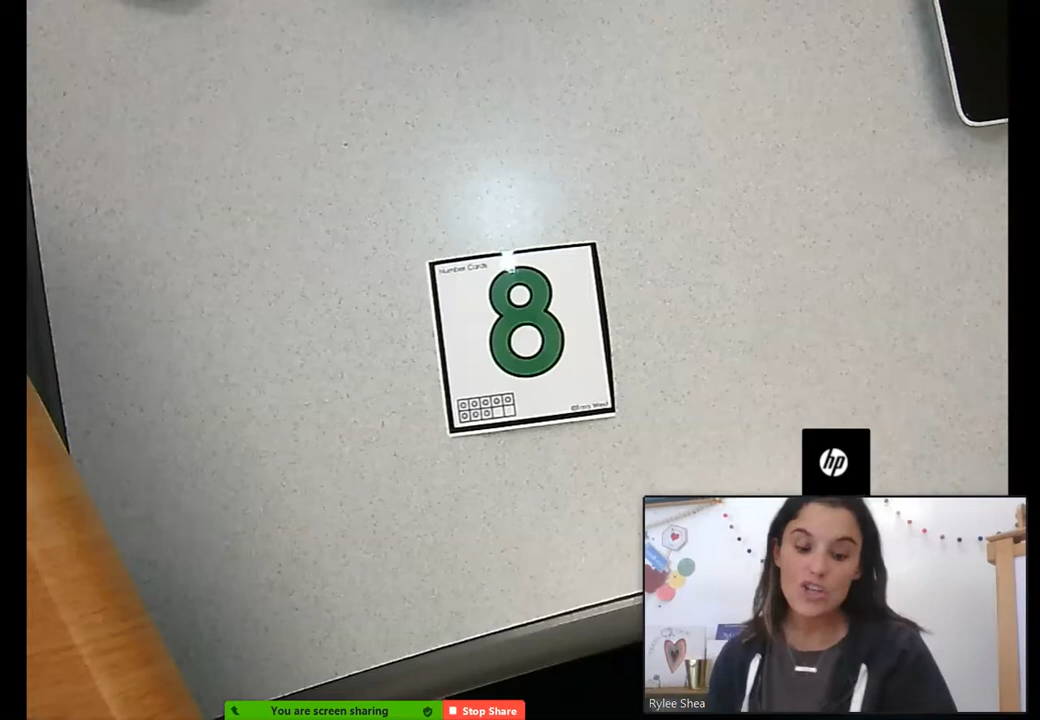 Number Cards
8
hp
Rylee Shea
You are screen sharing
Stop Share